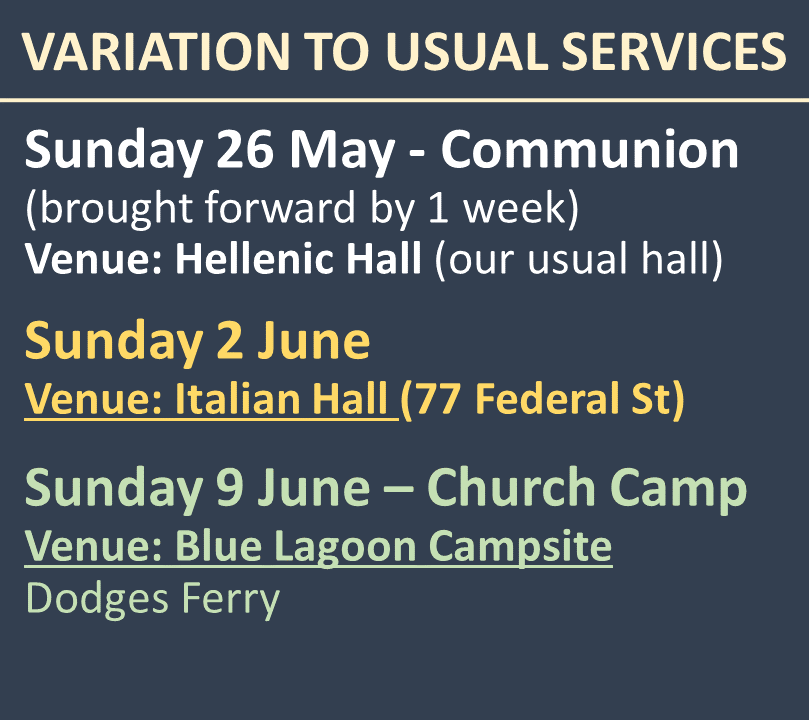 VARIATION TO USUAL SERVICES
Sunday 26 May - Communion
(brought forward by 1 week)
Venue: Hellenic Hall (our usual hall)
Sunday 2 June
Venue: Italian Hall (77 Federal St)
Sunday 9 June – Church Camp
Venue: Blue Lagoon Campsite
Dodges Ferry